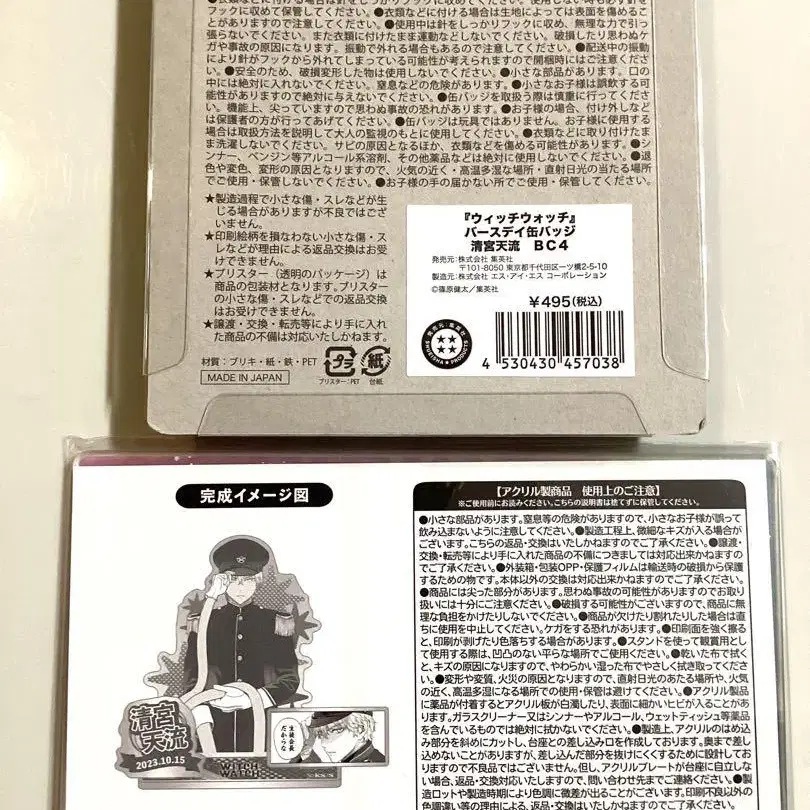 ●衣類などに付ける場合は針をしっかりフックに収めてください。使用しない時も必ず針を
フックに収めて保管してください。●衣類などに付ける場合は生地によっては表面を傷めるこ
とがありますので注意してください。●使用中は針をしっかりフックに収め、無理な力で引っ
張らないでください。また衣類に付けたまま運動などしないでください。破損したり思わぬケ
ガや事故の原因になります。振動で外れる場合もあるので注意してください。●配送中の振動
により針がフックから外れてしまっている可能性が考えられますので開梱時にはご注意くださ
い。●安全のため、破損変形した物は使用しないでください。●小さな部品があります。口の
中には絶対に入れないでください。窒息などの危険があります。●小さなお子様は誤飲する可
能性がありますので絶対に与えないでください。●缶バッジを取扱う際は慎重に行ってくださ
い。機能上、尖っていますので思わぬ事故の恐れがあります。●お子様の場合、付け外しなど
は保護者の方が行ってあげてください。●缶バッジは玩具ではありません。お子様に使用する
場合は取扱方法を説明して大人の監視のもとに使用してください。●衣類などに取り付けたま
ま洗濯しないでください。サビの原因となるほか、衣類などを傷める可能性があります。●シ
ンナー、ベンジン等アルコール系溶剤、その他薬品などは絶対に使用しないでください。●退
色や変色、変形の原因となりますので、火気の近く・高温多湿な場所・直射日光の当たる場所
でご使用・保管しないでください。●お子様の手の届かない所でご使用・保管してください。
★製造過程で小さな傷・スレなどが生
じる場合がありますが不良ではござ
いません。
★印刷絵柄を損なわない小さな傷・ス
レなどが理由による返品交換はお受
けできません。
★ブリスター（透明のパッケージ）は
商品の包装材となります。ブリスター
の小さな傷・スレなどでの返品交換
はお受けできません。
★譲渡・交換・転売等により手に入れ
た商品の不備は対応いたしかねます。
材質：ブリキ・紙・鉄・PET
MADE IN JAPAN
プラ
ブリスター:PET
紙
台紙
『ウィッチウォッチ』
バースデイ缶バッジ
清宮天流 BC4
発売元:株式会社 集英社
〒101-8050 東京都千代田区一ツ橋2-5-10
製造元:株式会社 エス・アイ・エス コーポレーション
©篠原健太／集英社
¥495(税込)
発売元：集英社
SHUEISHA PRODUCTS
4 530430 457038
完成イメージ図
清宮
天流
2023.10.15
WITCH
WATCH
生徒会長
だからな
©K.S/S
【アクリル製商品 使用上のご注意】
※ご使用前にお読みください。こちらの説明書は捨てずに保管してください。
●小さな部品があります。窒息等の危険がありますので、小さなお子様が誤って
飲み込まないように注意してください。●製造工程上、微細なキズが入る場合が
ございます。こちらの返品・交換はいたしかねますのでご了承ください。●譲渡・
交換・転売等により手に入れた商品の不備につきましては対応出来かねますの
でご了承ください。●外装箱・包装OPP・保護フィルムは輸送時の破損から保護
するための物です。本体以外の交換は対応出来かねますのでご了承ください。
●商品には尖った部分があります。思わぬ事故の可能性がありますのでお取り
扱いには十分にご注意ください。●破損する可能性がございますので、商品に無
理な負担をかけたりしないでください。●商品が欠けたり割れたりした場合は直
ちに使用を中止してください。ケガをする恐れがあります。●印刷面を強く擦る
と、印刷が剥げたり色落ちする場合があります。●スタンドを使って観賞用とし
て使用する際は、凹凸のない平らな場所でご使用ください。●乾いた布で拭く
と、キズの原因になりますので、やわらかい湿った布でやさしく拭き取ってくださ
い。●変形や変質、火災の原因となりますので、直射日光のあたる場所や、火気
の近く、高温多湿になる場所での使用・保管は避けてください。●アクリル製品
に薬品が付着するとアクリル板が白濁したり、表面に細かいヒビが入ることがあ
ります。ガラスクリーナー又はシンナーやアルコール、ウェットティッシュ等薬品
を含んでいるものでは絶対に拭かないでください。●製造上、アクリルのはめ込
み部分を斜めにカットし、台座との差し込み口を作成しております。奥まで差し
込めないことがありますが、差し込んだ部分を抜けにくくするために設計してお
りますので不良品ではございません。但し、アクリルプレートが台座に自立しな
い場合、返品・交換対応いたしますので、問い合わせ先までご連絡ください。●製
造ロットや製造時期により色調に微差が出ることがございます。印刷不良以外の
色調違い等の理由による、返品・交換はいたしかねますのでご了承ください。